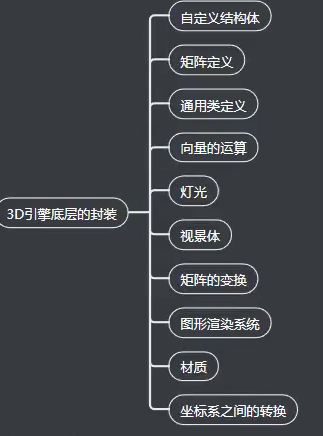 自定义结构体
矩阵定义
通用类定义
向量的运算
灯光
3D引擎底层的封装
视景体
矩阵的变换
图形渲染系统
材质
坐标系之间的转换